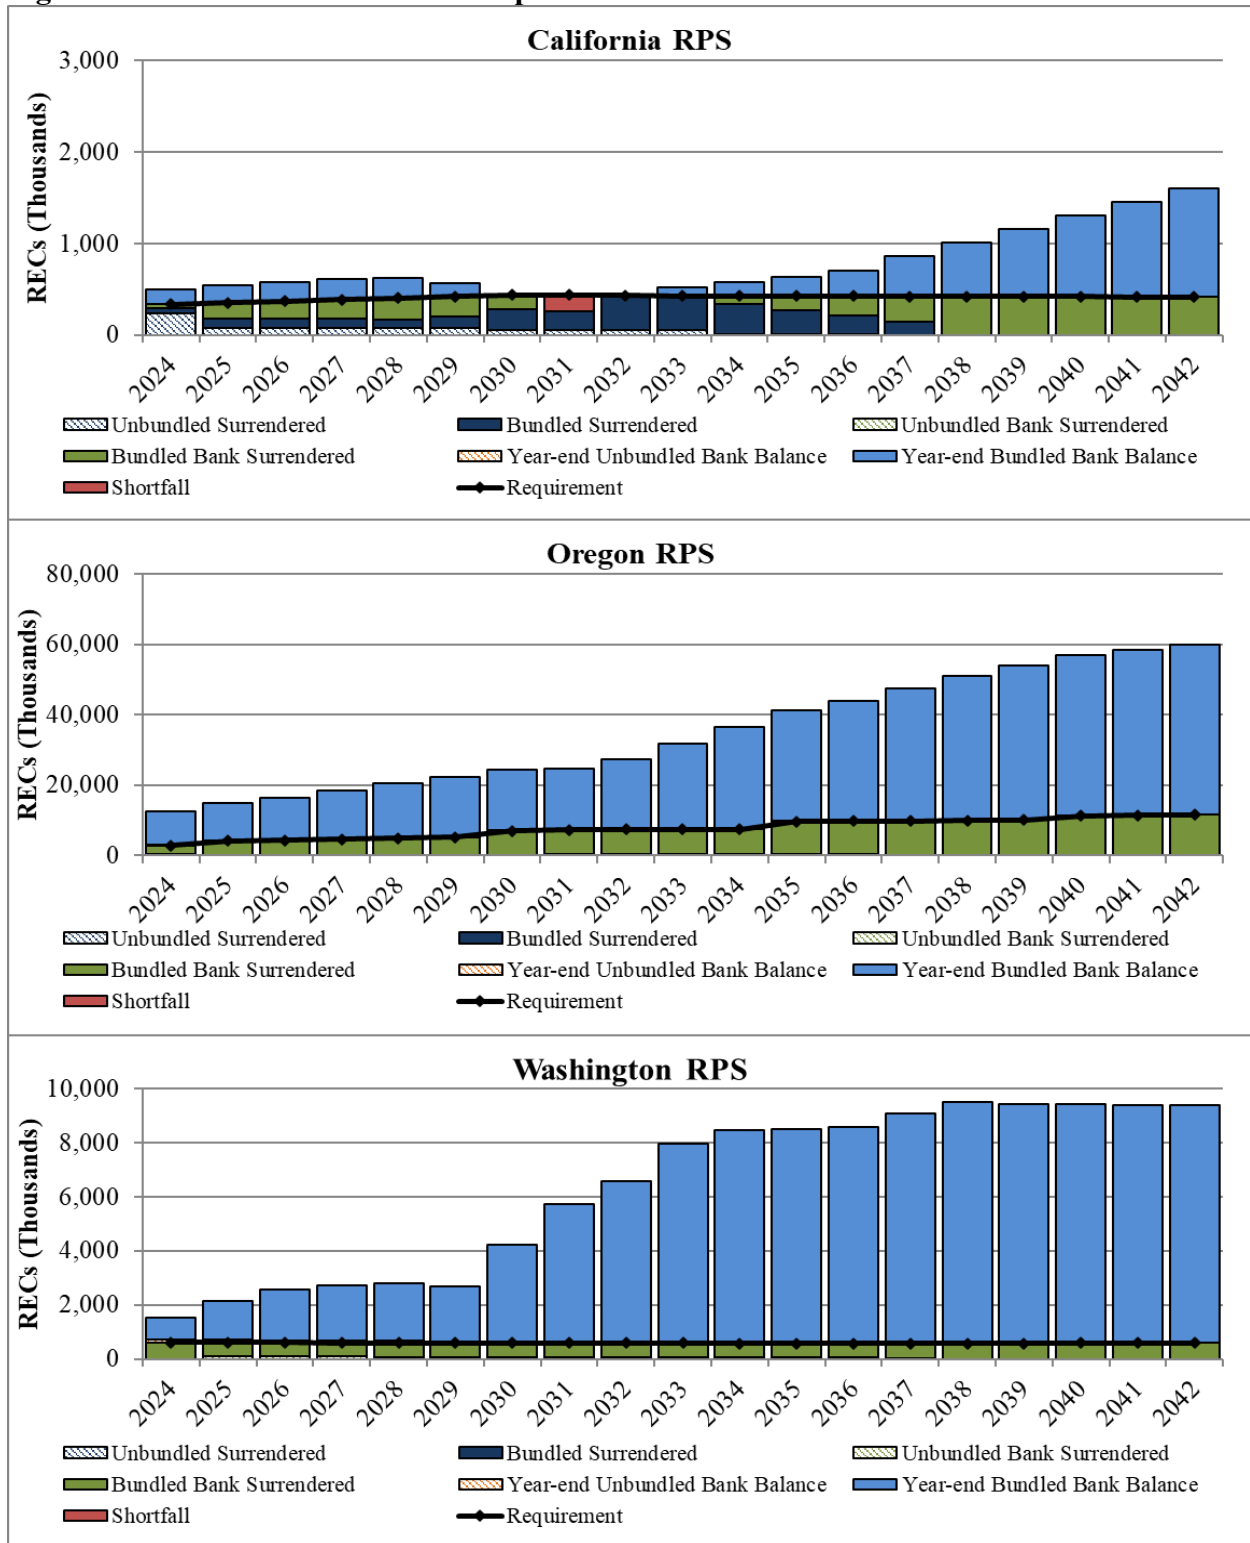 California RPS
RECs (Thousands)
3,000
2,000
1,000
0
2024 2025 2026 2027 2028 2029 2030 2031 2032 2033 2034 2035 2036 2037 2038 2039 2040 2041 2042
Unbundled Surrendered Bundled Surrendered Unbundled Bank Surrendered
Bundled Bank Surrendered Year-end Unbundled Bank Balance Year-end Bundled Bank Balance
Shortfall Requirement
Oregon RPS
RECs (Thousands)
80,000
60,000
40,000
20,000
0
2024 2025 2026 2027 2028 2029 2030 2031 2032 2033 2034 2035 2036 2037 2038 2039 2040 2041 2042
Unbundled Surrendered Bundled Surrendered Unbundled Bank Surrendered
Bundled Bank Surrendered Year-end Unbundled Bank Balance Year-end Bundled Bank Balance
Shortfall Requirement
Washington RPS
RECs (Thousands)
10,000
8,000
6,000
4,000
2,000
0
2024 2025 2026 2027 2028 2029 2030 2031 2032 2033 2034 2035 2036 2037 2038 2039 2040 2041 2042
Unbundled Surrendered Bundled Surrendered Unbundled Bank Surrendered
Bundled Bank Surrendered Year-end Unbundled Bank Balance Year-end Bundled Bank Balance
Shortfall Requirement